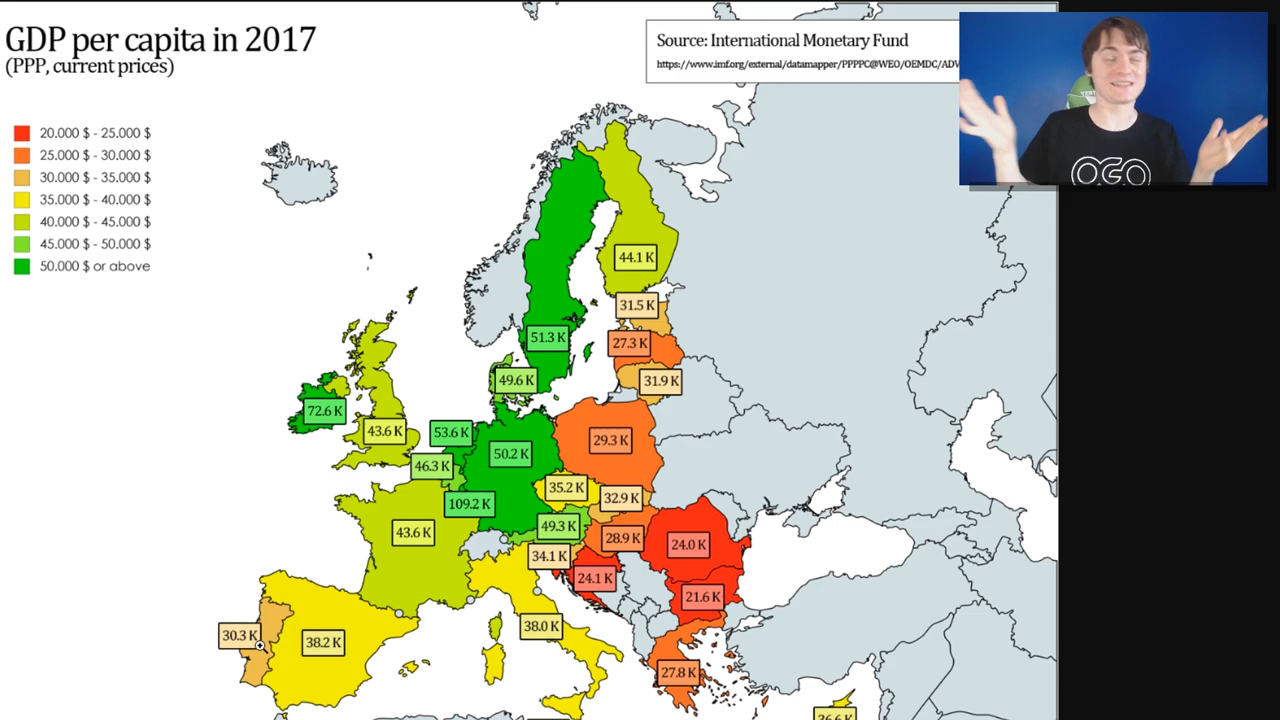 GDP per capita in 2017
(PPP, current prices)
Source: International Monetary Fund
https://www.imf.org/external/datamapper/PPPPC@WEO/OEMDC/ADV
20.000 $ - 25.000 $
25.000 $ - 30.000 $
30.000 $ - 35.000 $
35.000 $ - 40.000 $
40.000 $ - 45.000 $
45.000 $ - 50.000 $
50.000 $ or above
44.1 K
31.5 K
51.3 K
27.3 K
49.6 K
31.9 K
72.6 K
43.6 K
53.6 K
29.3 K
50.2 K
46.3 K
35.2 K
32.9 K
109.2 K
49.3 K
43.6 K
28.9 K
24.0 K
34.1 K
24.1 K
21.6 K
38.0 K
30.3 K
38.2 K
27.8 K
36.6 K